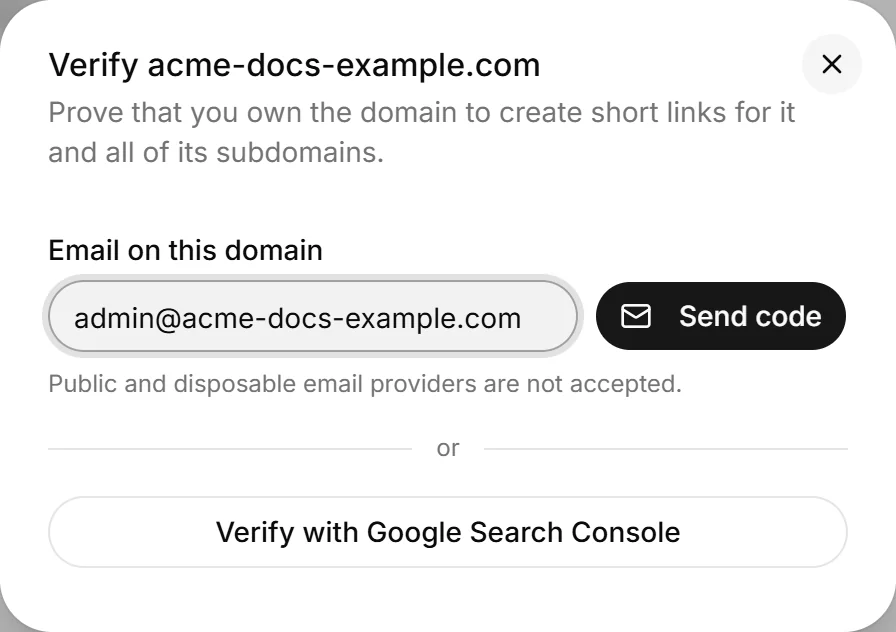 Verify acme-docs-example.com
Prove that you own the domain to create short links for it
and all of its subdomains.
Email on this domain
admin@acme-docs-example.com
Send code
Public and disposable email providers are not accepted.
or
Verify with Google Search Console